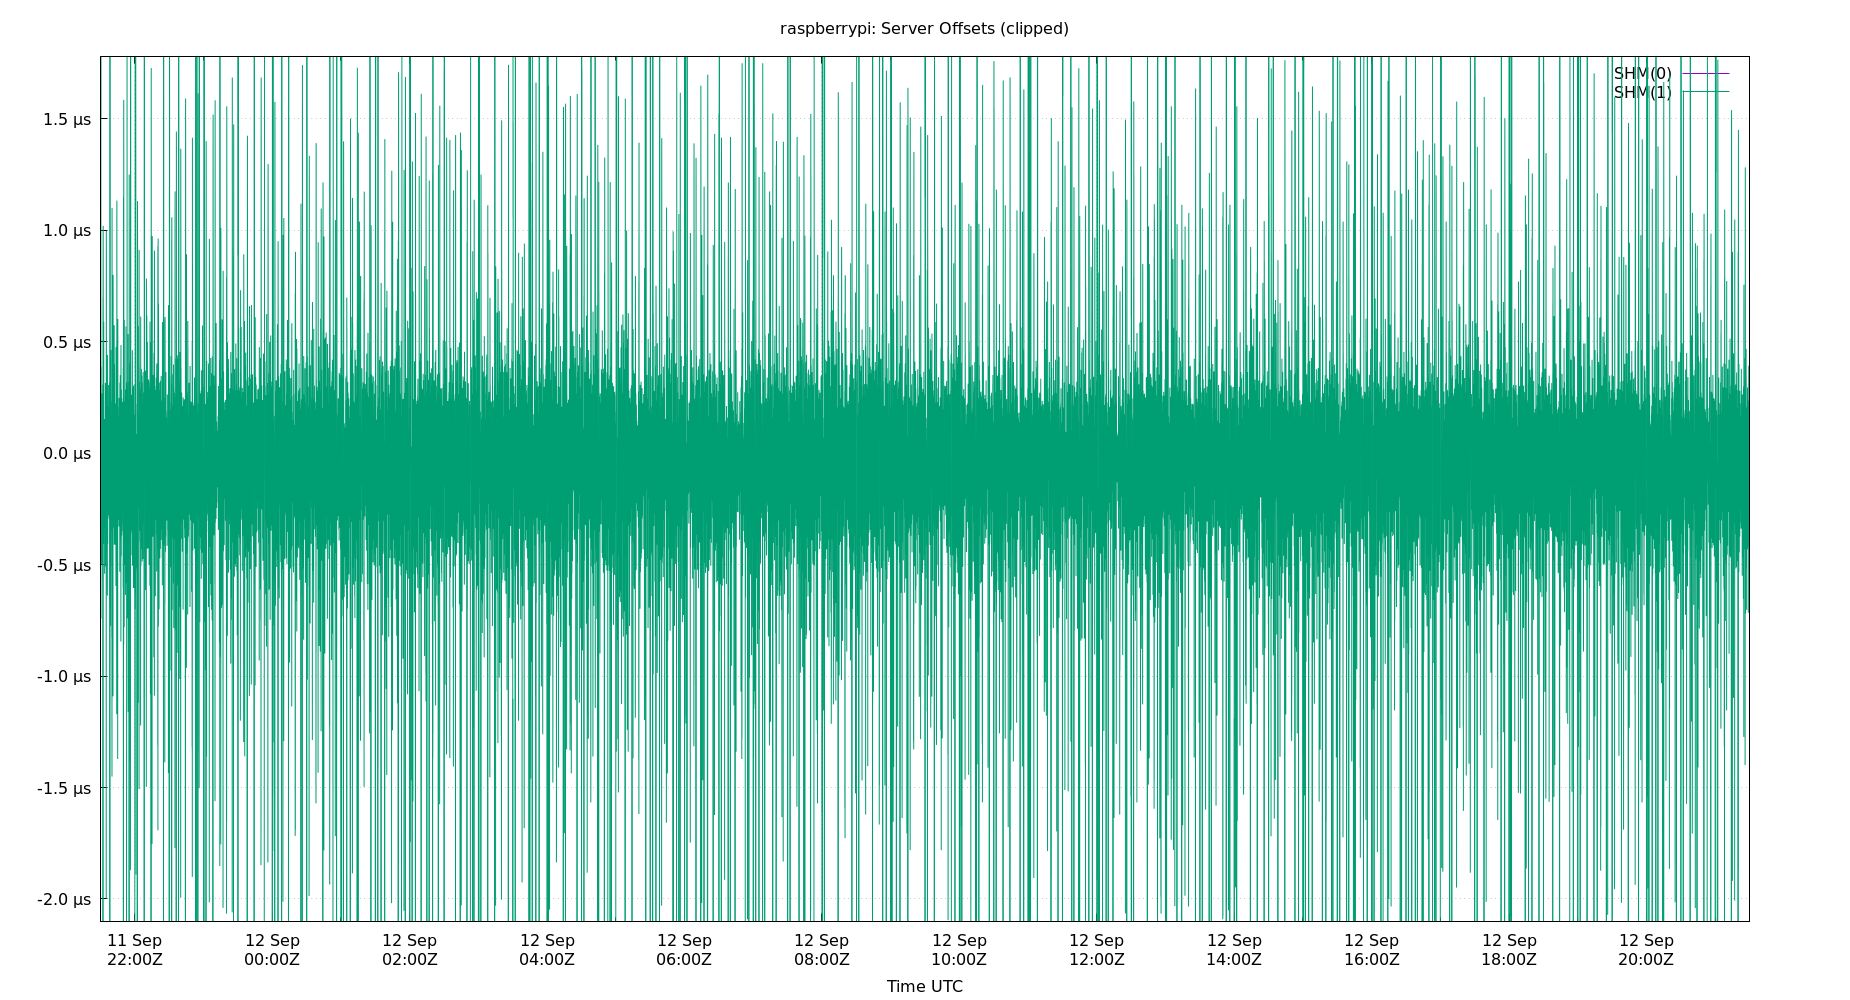 raspberrypi: Server Offsets (clipped)
SHM(0)
SHM(1)
1.5 µs
1.0 µs
0.5 µs
0.0 µs
-0.5 µs
-1.0 µs
-1.5 µs
-2.0 µs
11 Sep 12 Sep 12 Sep 12 Sep 12 Sep 12 Sep 12 Sep 12 Sep 12 Sep 12 Sep 12 Sep 12 Sep
22:00Z 00:00Z 02:00Z 04:00Z 06:00Z 08:00Z 10:00Z 12:00Z 14:00Z 16:00Z 18:00Z 20:00Z
Time UTC